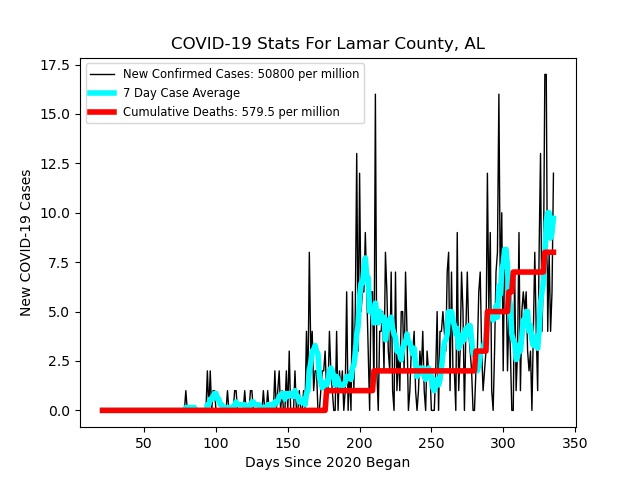 COVID-19 Stats For Lamar County, AL
New Confirmed Cases: 50800 per million
7 Day Case Average
Cumulative Deaths: 579.5 per million
New COVID-19 Cases
17.5
15.0
12.5
10.0
7.5
5.0
2.5
0.0
50 100 150 200 250 300 350
Days Since 2020 Began